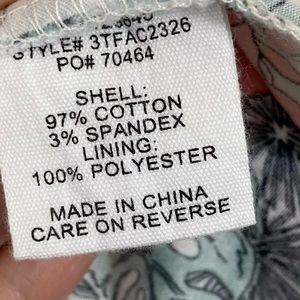 STYLE# 3TFAC2326
PO# 70464
SHELL:
97% COTTON
3% SPANDEX
LINING:
100% POLYESTER
MADE IN CHINA
CARE ON REVERSE